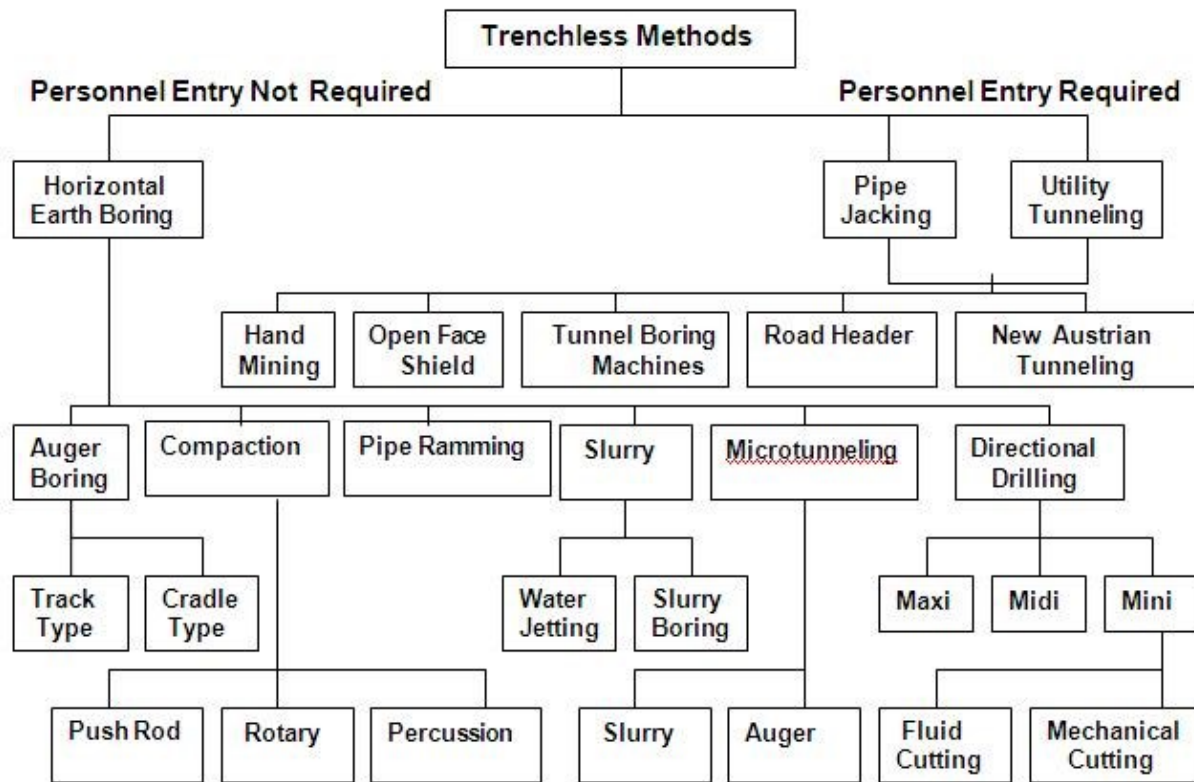 Trenchless Methods
Personnel Entry Not Required
Personnel Entry Required
Horizontal
Earth Boring
Pipe
Jacking
Utility
Tunneling
Hand
Mining
Open Face
Shield
Tunnel Boring
Machines
Road Header
New Austrian
Tunneling
Auger
Boring
Compaction
Pipe Ramming
Slurry
Microtunneling
Directional
Drilling
Track
Type
Cradle
Type
Water
Jetting
Slurry
Boring
Maxi
Midi
Mini
Push Rod
Rotary
Percussion
Slurry
Auger
Fluid
Cutting
Mechanical
Cutting